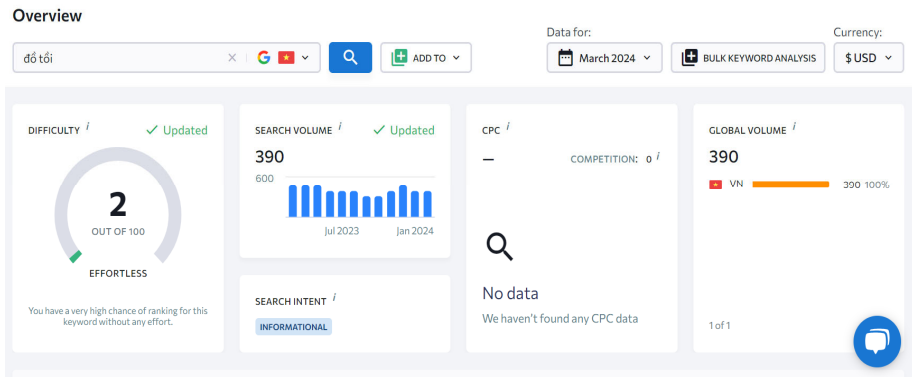 Overview
Data for:
Currency:
đồ tồi
ADD TO
March 2024
BULK KEYWORD ANALYSIS
$ USD
DIFFICULTY i
Updated
2
OUT OF 100
EFFORTLESS
You have a very high chance of ranking for this
keyword without any effort.
SEARCH VOLUME i
Updated
390
600
Jul 2023
Jan 2024
SEARCH INTENT i
INFORMATIONAL
CPC i
–
COMPETITION: 0 i
No data
We haven't found any CPC data
GLOBAL VOLUME i
390
VN
390 100%
1 of 1